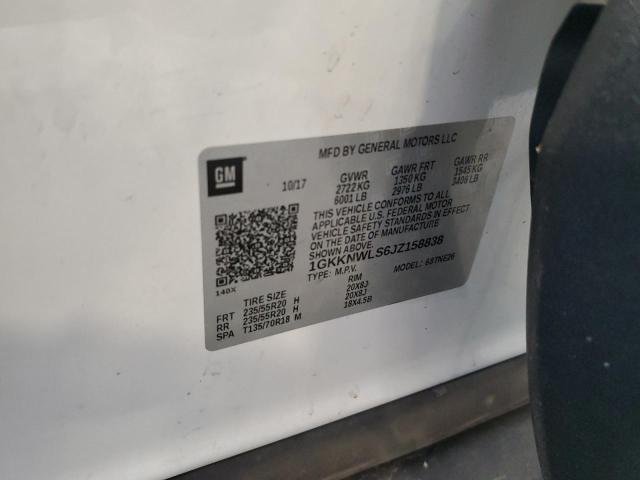 MFD BY GENERAL MOTORS LLC
GM
10/17
GVWR GAWR FRT GAWR RR
2722 KG 1350 KG 1545 KG
6001 LB 2976 LB 3406 LB
THIS VEHICLE CONFORMS TO ALL
APPLICABLE U.S. FEDERAL MOTOR
VEHICLE SAFETY STANDARDS IN EFFECT
ON THE DATE OF MANUFACTURE
SHOWN ABOVE.
1GKKNWLS6JZ158838
TYPE: M.P.V. MODEL: 6STNE26
140X
TIRE SIZE RIM
FRT 235/55R20 H 20X8J
RR 235/55R20 H 20X8J
SPA T135/70R18 M 18X4.5B